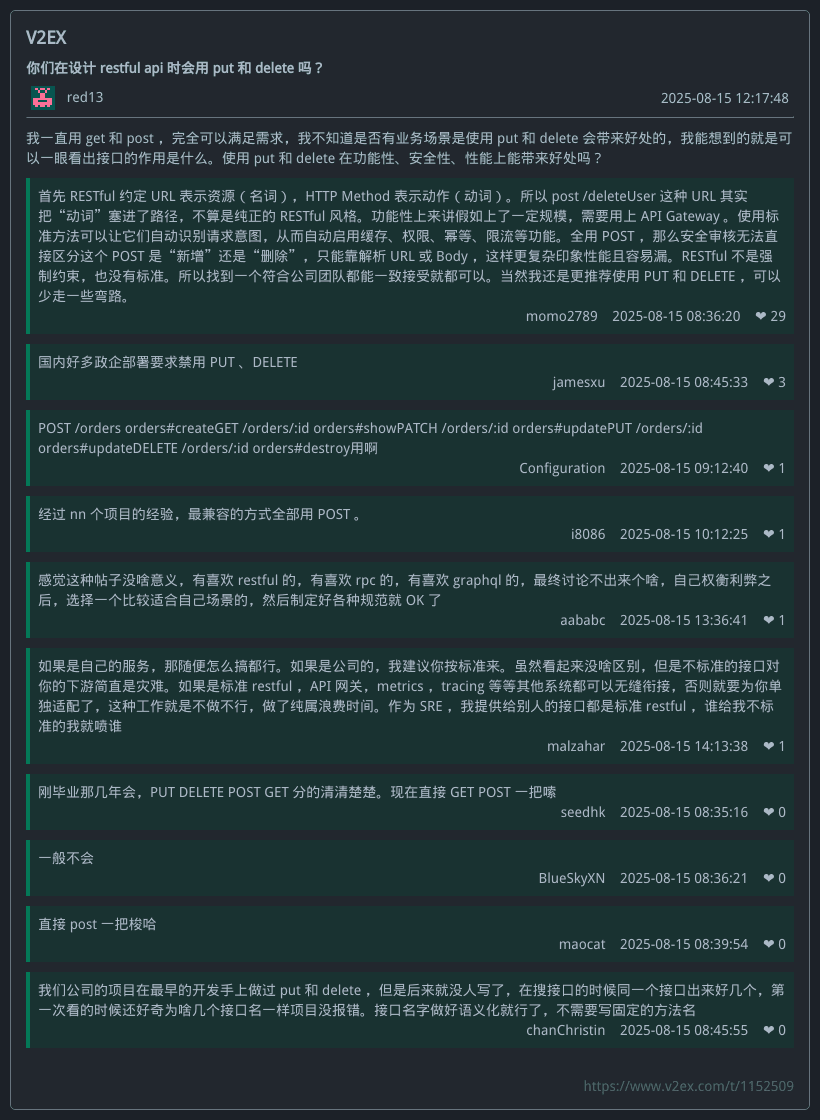 V2EX
你们在设计 restful api 时会用 put 和 delete 吗？
red13
2025-08-15 12:17:48
我一直用 get 和 post ，完全可以满足需求，我不知道是否有业务场景是使用 put 和 delete 会带来好处的，我能想到的就是可
以一眼看出接口的作用是什么。使用 put 和 delete 在功能性、安全性、性能上能带来好处吗？
首先 RESTful 约定 URL 表示资源（名词），HTTP Method 表示动作（动词）。所以 post /deleteUser 这种 URL 其实
把“动词”塞进了路径，不算是纯正的 RESTful 风格。功能性上来讲假如上了一定规模，需要用上 API Gateway 。使用标
准方法可以让它们自动识别请求意图，从而自动启用缓存、权限、幂等、限流等功能。全用 POST ，那么安全审核无法直
接区分这个 POST 是“新增”还是“删除”，只能靠解析 URL 或 Body ，这样更复杂印象性能且容易漏。RESTful 不是强
制约束，也没有标准。所以找到一个符合公司团队都能一致接受就都可以。当然我还是更推荐使用 PUT 和 DELETE ，可以
少走一些弯路。
momo2789 2025-08-15 08:36:20 ❤ 29
国内好多政企部署要求禁用 PUT 、DELETE
jamesxu 2025-08-15 08:45:33 ❤ 3
POST /orders orders#createGET /orders/:id orders#showPATCH /orders/:id orders#updatePUT /orders/:id
orders#updateDELETE /orders/:id orders#destroy用啊
Configuration 2025-08-15 09:12:40 ❤ 1
经过 nn 个项目的经验，最兼容的方式全部用 POST 。
i8086 2025-08-15 10:12:25 ❤ 1
感觉这种帖子没啥意义，有喜欢 restful 的，有喜欢 rpc 的，有喜欢 graphql 的，最终讨论不出来个啥，自己权衡利弊之
后，选择一个比较适合自己场景的，然后制定好各种规范就 OK 了
aababc 2025-08-15 13:36:41 ❤ 1
如果是自己的服务，那随便怎么搞都行。如果是公司的，我建议你按标准来。虽然看起来没啥区别，但是不标准的接口对
你的下游简直是灾难。如果是标准 restful ，API 网关，metrics ，tracing 等等其他系统都可以无缝衔接，否则就要为你单
独适配了，这种工作就是不做不行，做了纯属浪费时间。作为 SRE ，我提供给别人的接口都是标准 restful ，谁给我不标
准的我就喷谁
malzahar 2025-08-15 14:13:38 ❤ 1
刚毕业那几年会，PUT DELETE POST GET 分的清清楚楚。现在直接 GET POST 一把嗦
seedhk 2025-08-15 08:35:16 ❤ 0
一般不会
BlueSkyXN 2025-08-15 08:36:21 ❤ 0
直接 post 一把梭哈
maocat 2025-08-15 08:39:54 ❤ 0
我们公司的项目在最早的开发手上做过 put 和 delete ，但是后来就没人写了，在搜接口的时候同一个接口出来好几个，第
一次看的时候还好奇为啥几个接口名一样项目没报错。接口名字做好语义化就行了，不需要写固定的方法名
chanChristin 2025-08-15 08:45:55 ❤ 0
https://www.v2ex.com/t/1152509